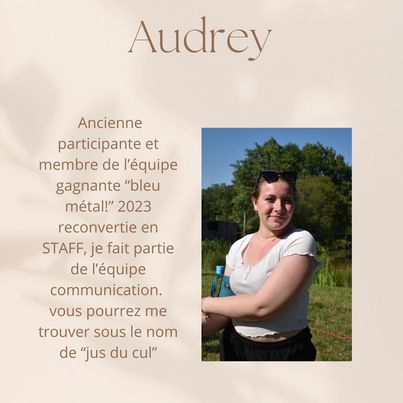 Audrey
Ancienne
participante et
membre de l’équipe
gagnante “bleu
métal!” 2023
reconvertie en
STAFF, je fait partie
de l’équipe
communication.
vous pourrez me
trouver sous le nom
de “jus du cul”